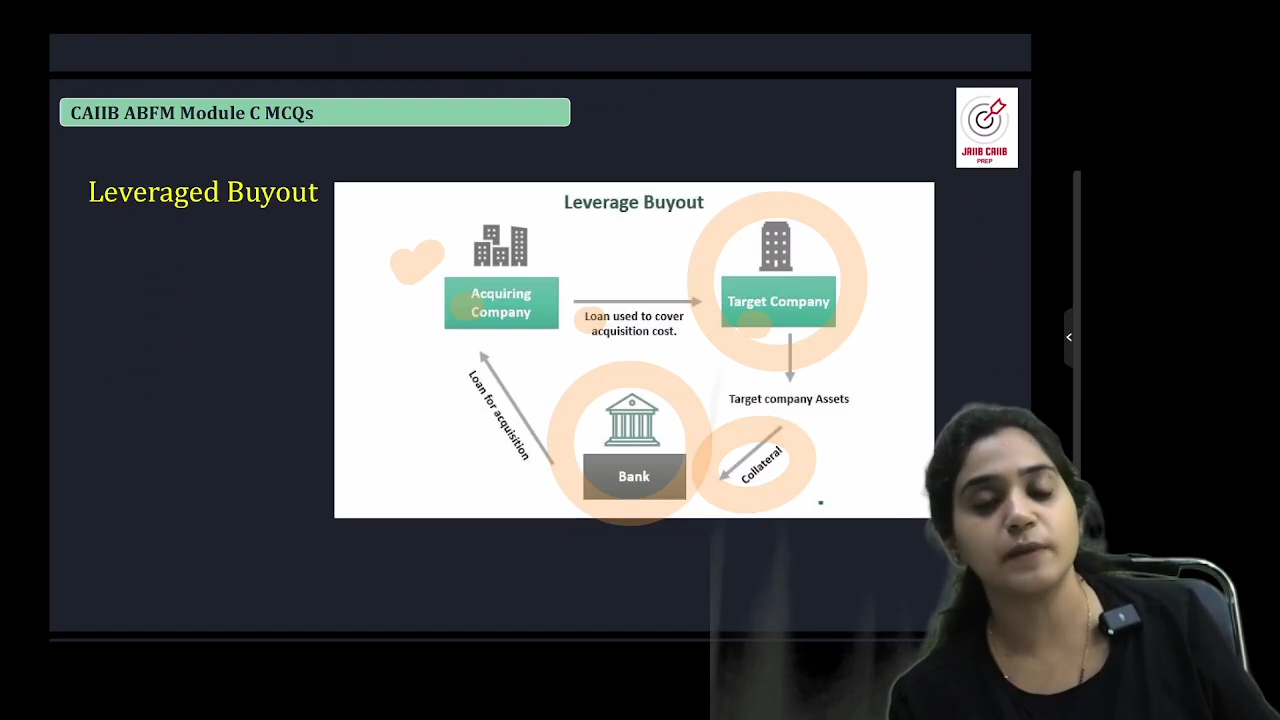 CAIIB ABFM Module C MCQs
JAIIB CAIIB
PREP
Leveraged Buyout
Leverage Buyout
Acquiring
Company
Loan used to cover
acquisition cost.
Target Company
Target company Assets
Loan for acquisition
Collateral
Bank